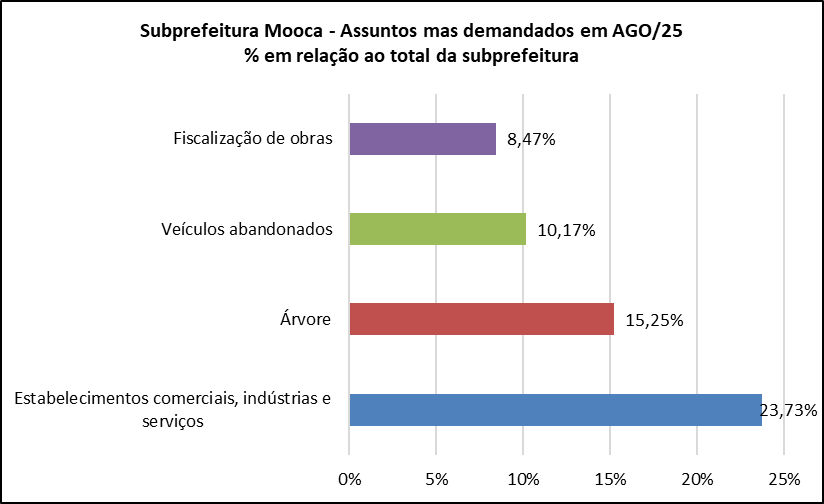 Subprefeitura Mooca - Assuntos mas demandados em AGO/25
% em relação ao total da subprefeitura
Fiscalização de obras
8,47%
Veículos abandonados
10,17%
Árvore
15,25%
Estabelecimentos comerciais, indústrias e
serviços
23,73%
0%
5%
10%
15%
20%
25%